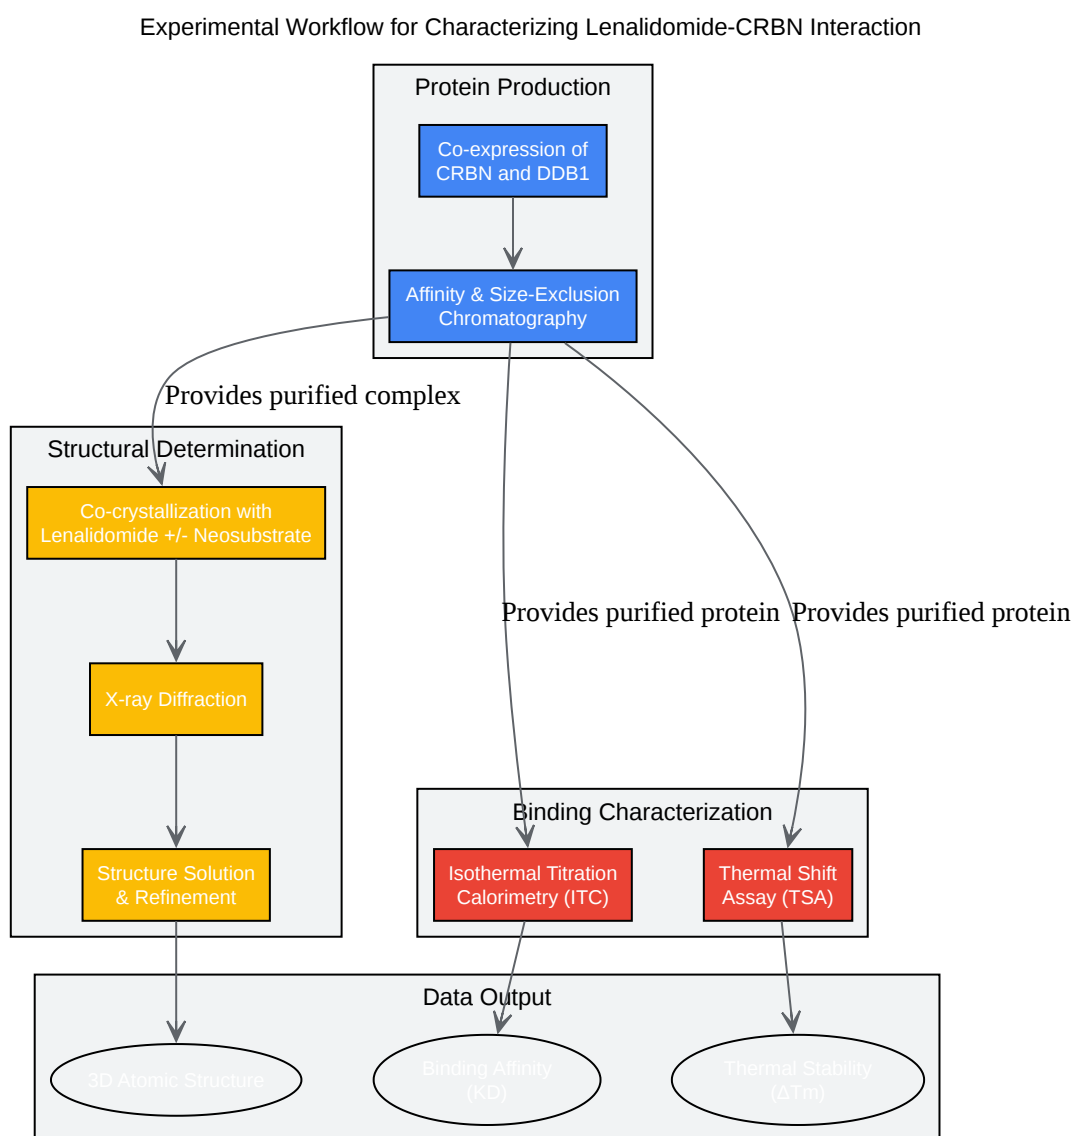 Experimental Workflow for Characterizing Lenalidomide-CRBN Interaction
Protein Production
Co-expression of
CRBN and DDB1
Affinity & Size-Exclusion
Chromatography
Provides purified complex
Structural Determination
Co-crystallization with
Lenalidomide +/- Neosubstrate
X-ray Diffraction
Structure Solution
& Refinement
Provides purified protein
Provides purified protein
Binding Characterization
Isothermal Titration
Calorimetry (ITC)
Thermal Shift
Assay (TSA)
Data Output
3D Atomic Structure
Binding Affinity
(KD)
Thermal Stability
(ΔTm)